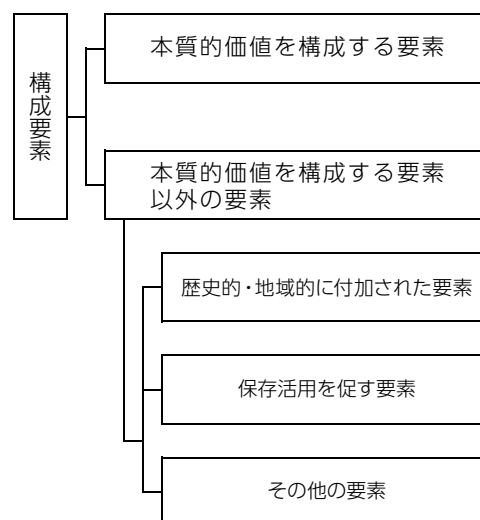 構成要素
本質的価値を構成する要素
本質的価値を構成する要素
以外の要素
歴史的・地域的に付加された要素
保存活用を促す要素
その他の要素